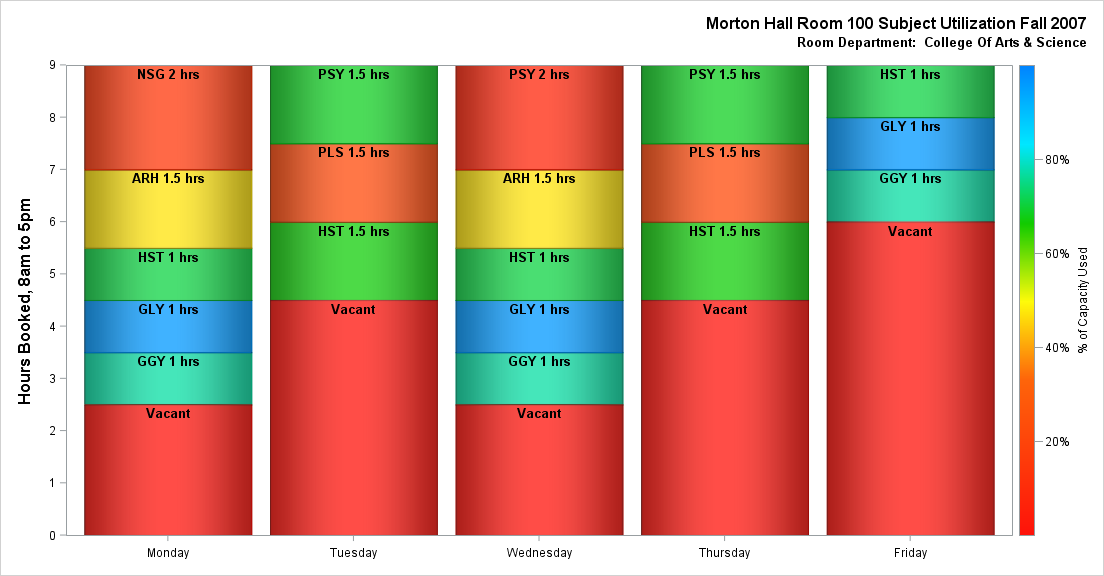 Morton Hall Room 100 Subject Utilization Fall 2007
Room Department:  College Of Arts & Science
Hours Booked, 8am to 5pm
9
8
7
6
5
4
3
2
1
0
NSG 2 hrs
ARH 1.5 hrs
HST 1 hrs
GLY 1 hrs
GGY 1 hrs
Vacant
PSY 1.5 hrs
PLS 1.5 hrs
HST 1.5 hrs
Vacant
PSY 2 hrs
ARH 1.5 hrs
HST 1 hrs
GLY 1 hrs
GGY 1 hrs
Vacant
PSY 1.5 hrs
PLS 1.5 hrs
HST 1.5 hrs
Vacant
HST 1 hrs
GLY 1 hrs
GGY 1 hrs
Vacant
Monday
Tuesday
Wednesday
Thursday
Friday
80%
60%
40%
20%
% of Capacity Used